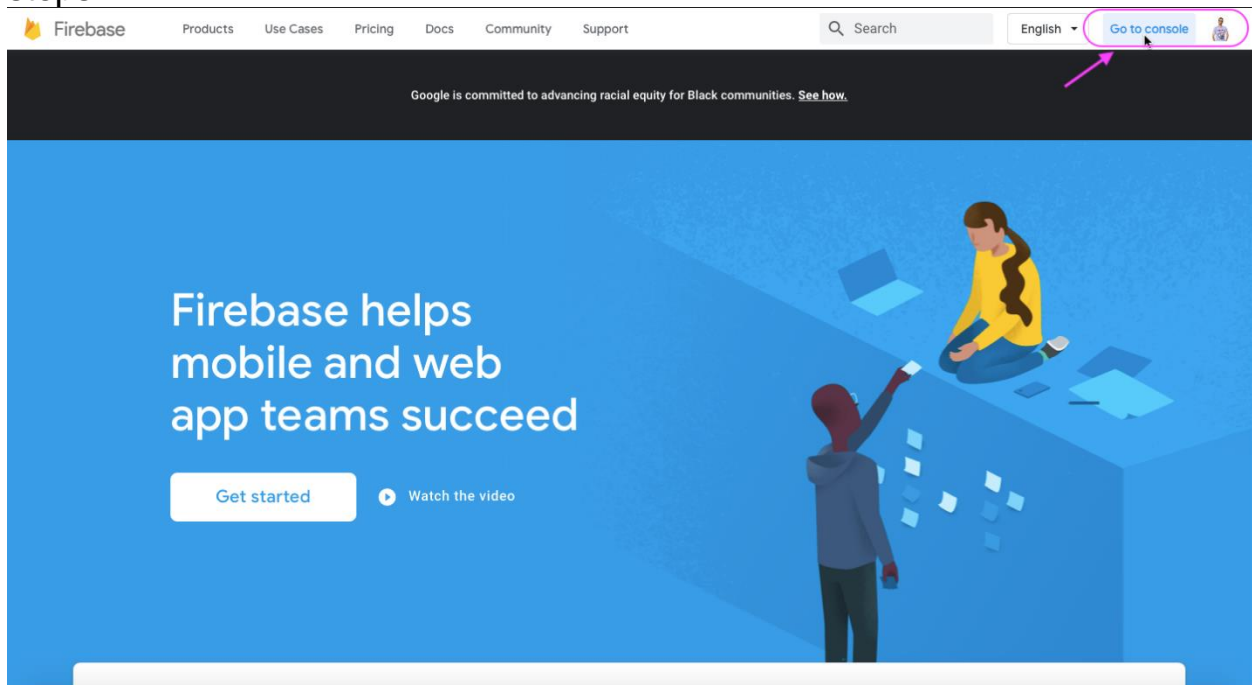 Firebase Products Use Cases Pricing Docs Community Support Search English Go to console
Google is committed to advancing racial equity for Black communities. See how.
Firebase helps
mobile and web
app teams succeed
Get started Watch the video